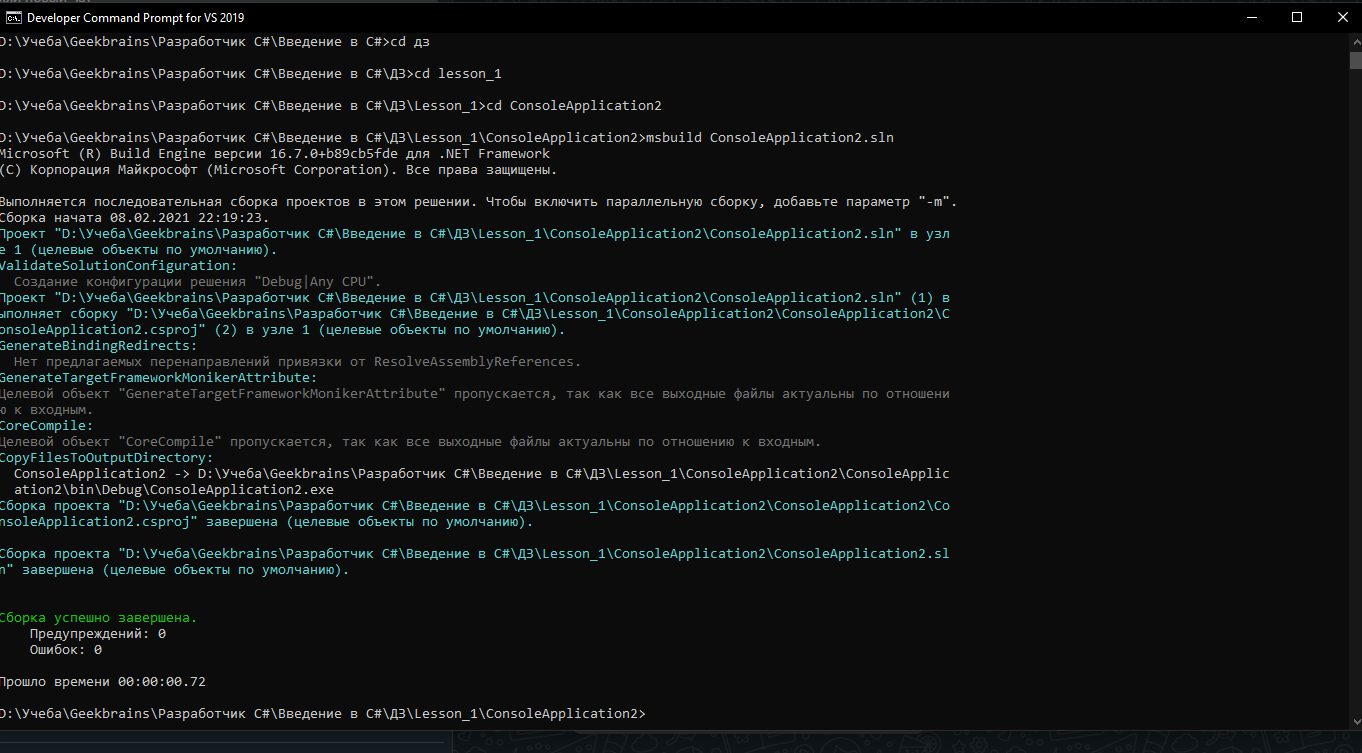 Developer Command Prompt for VS 2019
D:\Учеба\Geekbrains\Разработчик C#\Введение в C#>cd дз
D:\Учеба\Geekbrains\Разработчик C#\Введение в C#\ДЗ>cd lesson_1
D:\Учеба\Geekbrains\Разработчик C#\Введение в C#\ДЗ\Lesson_1>cd ConsoleApplication2
D:\Учеба\Geekbrains\Разработчик C#\Введение в C#\ДЗ\Lesson_1\ConsoleApplication2>msbuild ConsoleApplication2.sln
Microsoft (R) Build Engine версии 16.7.0+b89cb5fde для .NET Framework
(C) Корпорация Майкрософт (Microsoft Corporation). Все права защищены.
Выполняется последовательная сборка проектов в этом решении. Чтобы включить параллельную сборку, добавьте параметр "-m".
Сборка начата 08.02.2021 22:19:23.
Проект "D:\Учеба\Geekbrains\Разработчик C#\Введение в C#\ДЗ\Lesson_1\ConsoleApplication2\ConsoleApplication2.sln" в узл
е 1 (целевые объекты по умолчанию).
ValidateSolutionConfiguration:
Создание конфигурации решения "Debug|Any CPU".
Проект "D:\Учеба\Geekbrains\Разработчик C#\Введение в C#\ДЗ\Lesson_1\ConsoleApplication2\ConsoleApplication2.sln" (1) в
ыполняет сборку "D:\Учеба\Geekbrains\Разработчик C#\Введение в C#\ДЗ\Lesson_1\ConsoleApplication2\ConsoleApplication2\C
onsoleApplication2.csproj" (2) в узле 1 (целевые объекты по умолчанию).
GenerateBindingRedirects:
Нет предлагаемых перенаправлений привязки от ResolveAssemblyReferences.
GenerateTargetFrameworkMonikerAttribute:
Целевой объект "GenerateTargetFrameworkMonikerAttribute" пропускается, так как все выходные файлы актуальны по отношени
ю к входным.
CoreCompile:
Целевой объект "CoreCompile" пропускается, так как все выходные файлы актуальны по отношению к входным.
CopyFilesToOutputDirectory:
ConsoleApplication2 -> D:\Учеба\Geekbrains\Разработчик C#\Введение в C#\ДЗ\Lesson_1\ConsoleApplication2\ConsoleApplic
ation2\bin\Debug\ConsoleApplication2.exe
Сборка проекта "D:\Учеба\Geekbrains\Разработчик C#\Введение в C#\ДЗ\Lesson_1\ConsoleApplication2\ConsoleApplication2\Co
nsoleApplication2.csproj" завершена (целевые объекты по умолчанию).
Сборка проекта "D:\Учеба\Geekbrains\Разработчик C#\Введение в C#\ДЗ\Lesson_1\ConsoleApplication2\ConsoleApplication2.sl
n" завершена (целевые объекты по умолчанию).
Сборка успешно завершена.
Предупреждений: 0
Ошибок: 0
Прошло времени 00:00:00.72
D:\Учеба\Geekbrains\Разработчик C#\Введение в C#\ДЗ\Lesson_1\ConsoleApplication2>